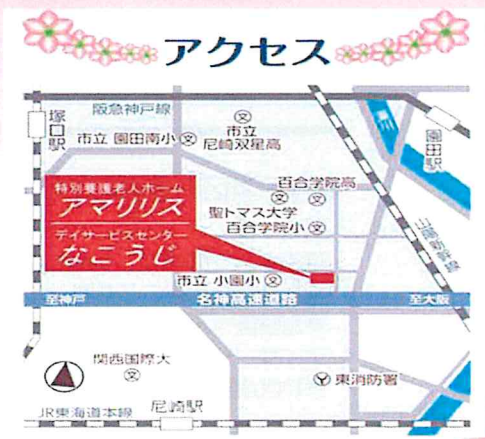 アクセス
阪急神戸線
塚口駅
市立 園田南小
市立
尼崎双星高
園田駅
百合学院高
特別養護老人ホーム
アマリリス
聖トマス大学
百合学院小
デイサービスセンター
なこうじ
市立 小園小
至神戸
名神高速道路
至大阪
関西国際大
東消防署
JR東海道本線
尼崎駅